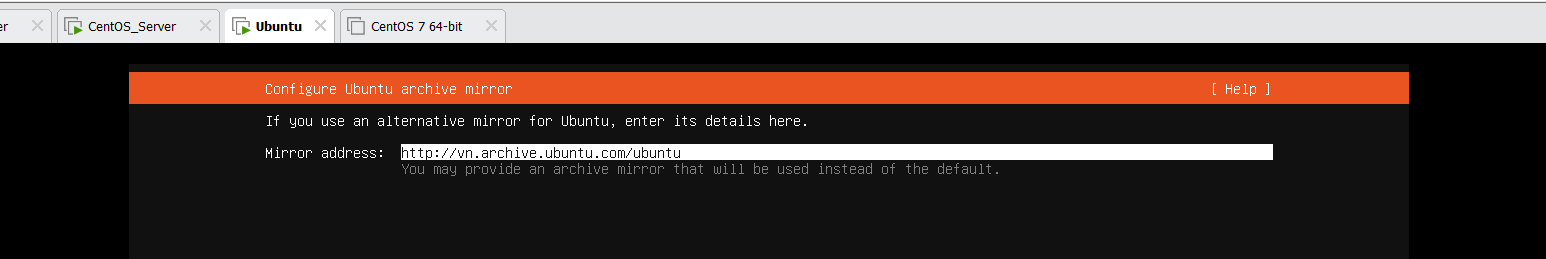 er CentOS_Server Ubuntu CentOS 7 64-bit
Configure Ubuntu archive mirror [ Help ]
If you use an alternative mirror for Ubuntu, enter its details here.
Mirror address: http://vn.archive.ubuntu.com/ubuntu
You may provide an archive mirror that will be used instead of the default.